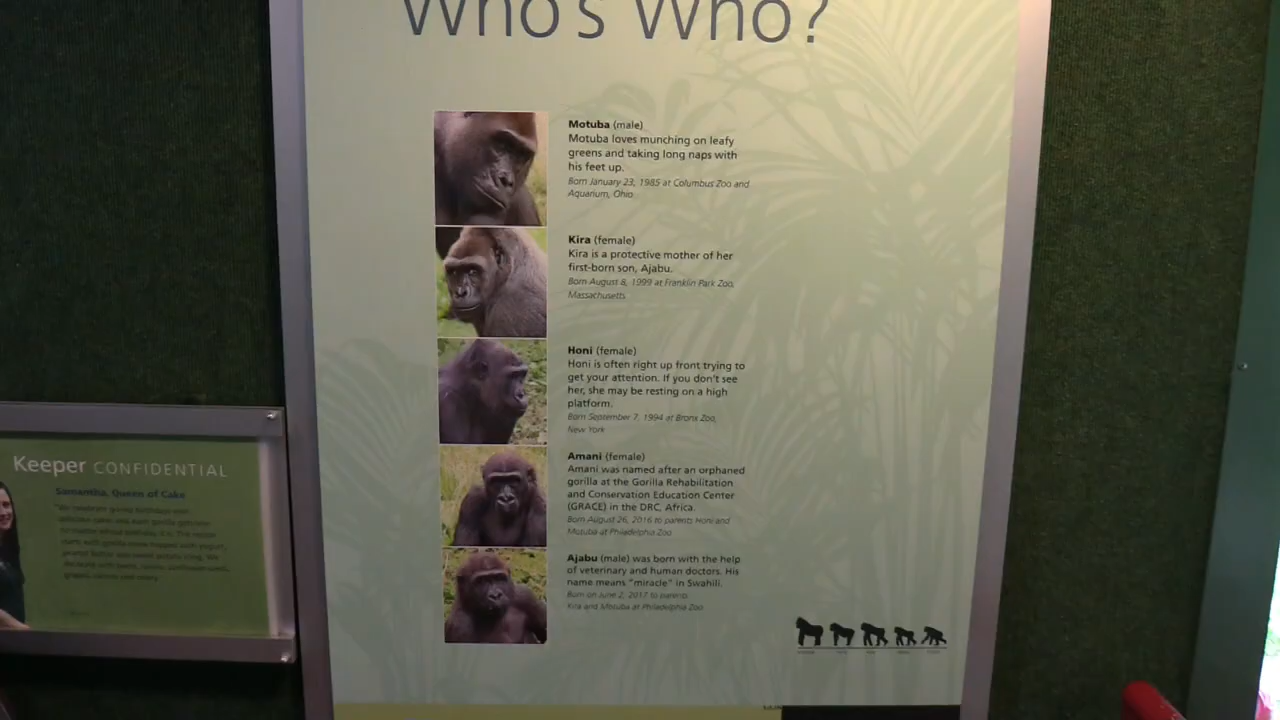 Who's Who?
Motuba (male)
Motuba loves munching on leafy
greens and taking long naps with
his feet up.
Born January 23, 1985 at Columbus Zoo and
Aquarium, Ohio
Kira (female)
Kira is a protective mother of her
first-born son, Ajabu.
Born August 8, 1999 at Franklin Park Zoo,
Massachusetts
Honi (female)
Honi is often right up front trying to
get your attention. If you don't see
her, she may be resting on a high
platform.
Born September 7, 1994 at Bronx Zoo,
New York
Amani (female)
Amani was named after an orphaned
gorilla at the Gorilla Rehabilitation
and Conservation Education Center
(GRACE) in the DRC, Africa.
Born August 26, 2016 to parents Honi and
Motuba at Philadelphia Zoo
Ajabu (male) was born with the help
of veterinary and human doctors. His
name means "miracle" in Swahili.
Born on June 2, 2017 to parents
Kira and Motuba at Philadelphia Zoo
Keeper CONFIDENTIAL
Samantha, Queen of Cake